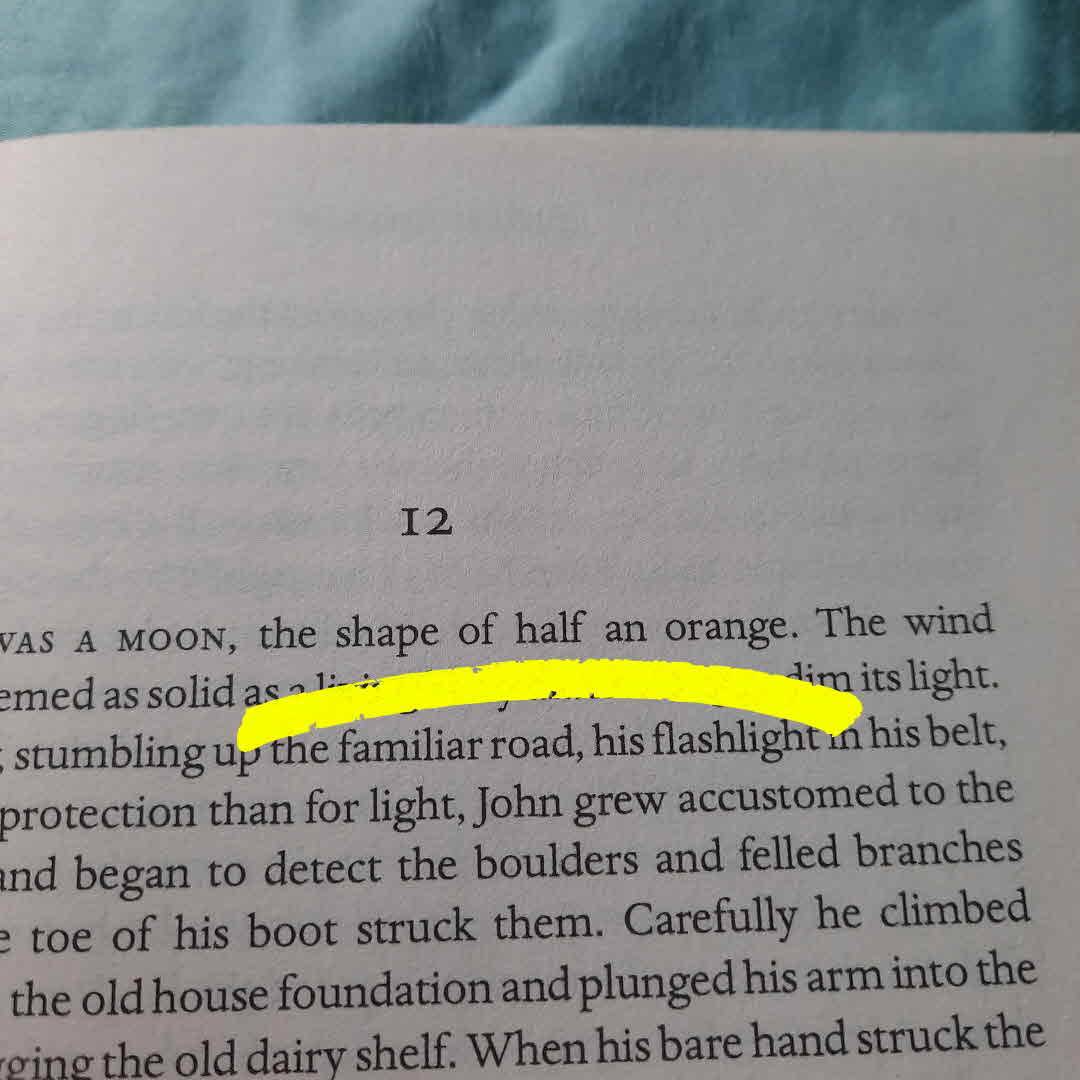 12
WAS A MOON, the shape of half an orange. The wind
emed as solid as a dim its light.
stumbling up the familiar road, his flashlight in his belt,
protection than for light, John grew accustomed to the
and began to detect the boulders and felled branches
toe of his boot struck them. Carefully he climbed
the old house foundation and plunged his arm into the
gging the old dairy shelf. When his bare hand struck the